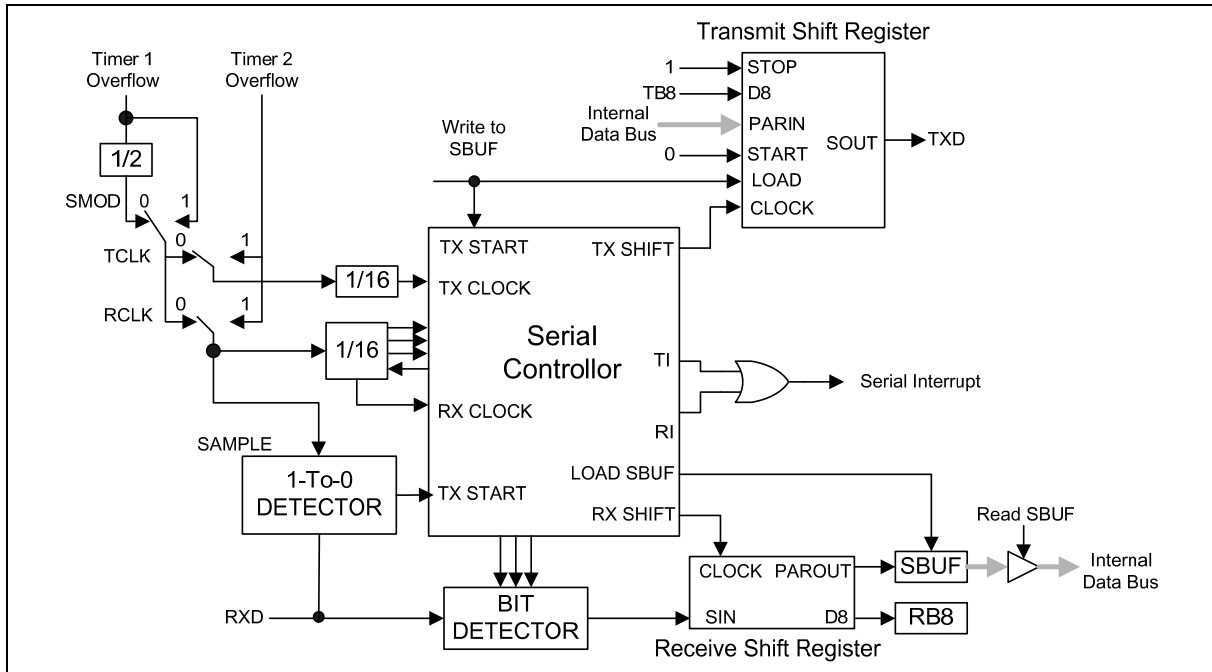 Transmit Shift Register
Timer 1
Overflow
Timer 2
Overflow
1
STOP
TB8
D8
Internal
Data Bus
PARIN
SOUT
TXD
0
START
LOAD
CLOCK
Write to
SBUF
1/2
SMOD
0
1
TCLK
0
1
RCLK
0
1
1/16
1/16
TX START
TX CLOCK
TX SHIFT
Serial
Controllor
TI
RI
Serial Interrupt
RX CLOCK
SAMPLE
1-To-0
DETECTOR
TX START
LOAD SBUF
RX SHIFT
Read SBUF
CLOCK
PAROUT
SBUF
Internal
Data Bus
RXD
BIT
DETECTOR
SIN
D8
RB8
Receive Shift Register